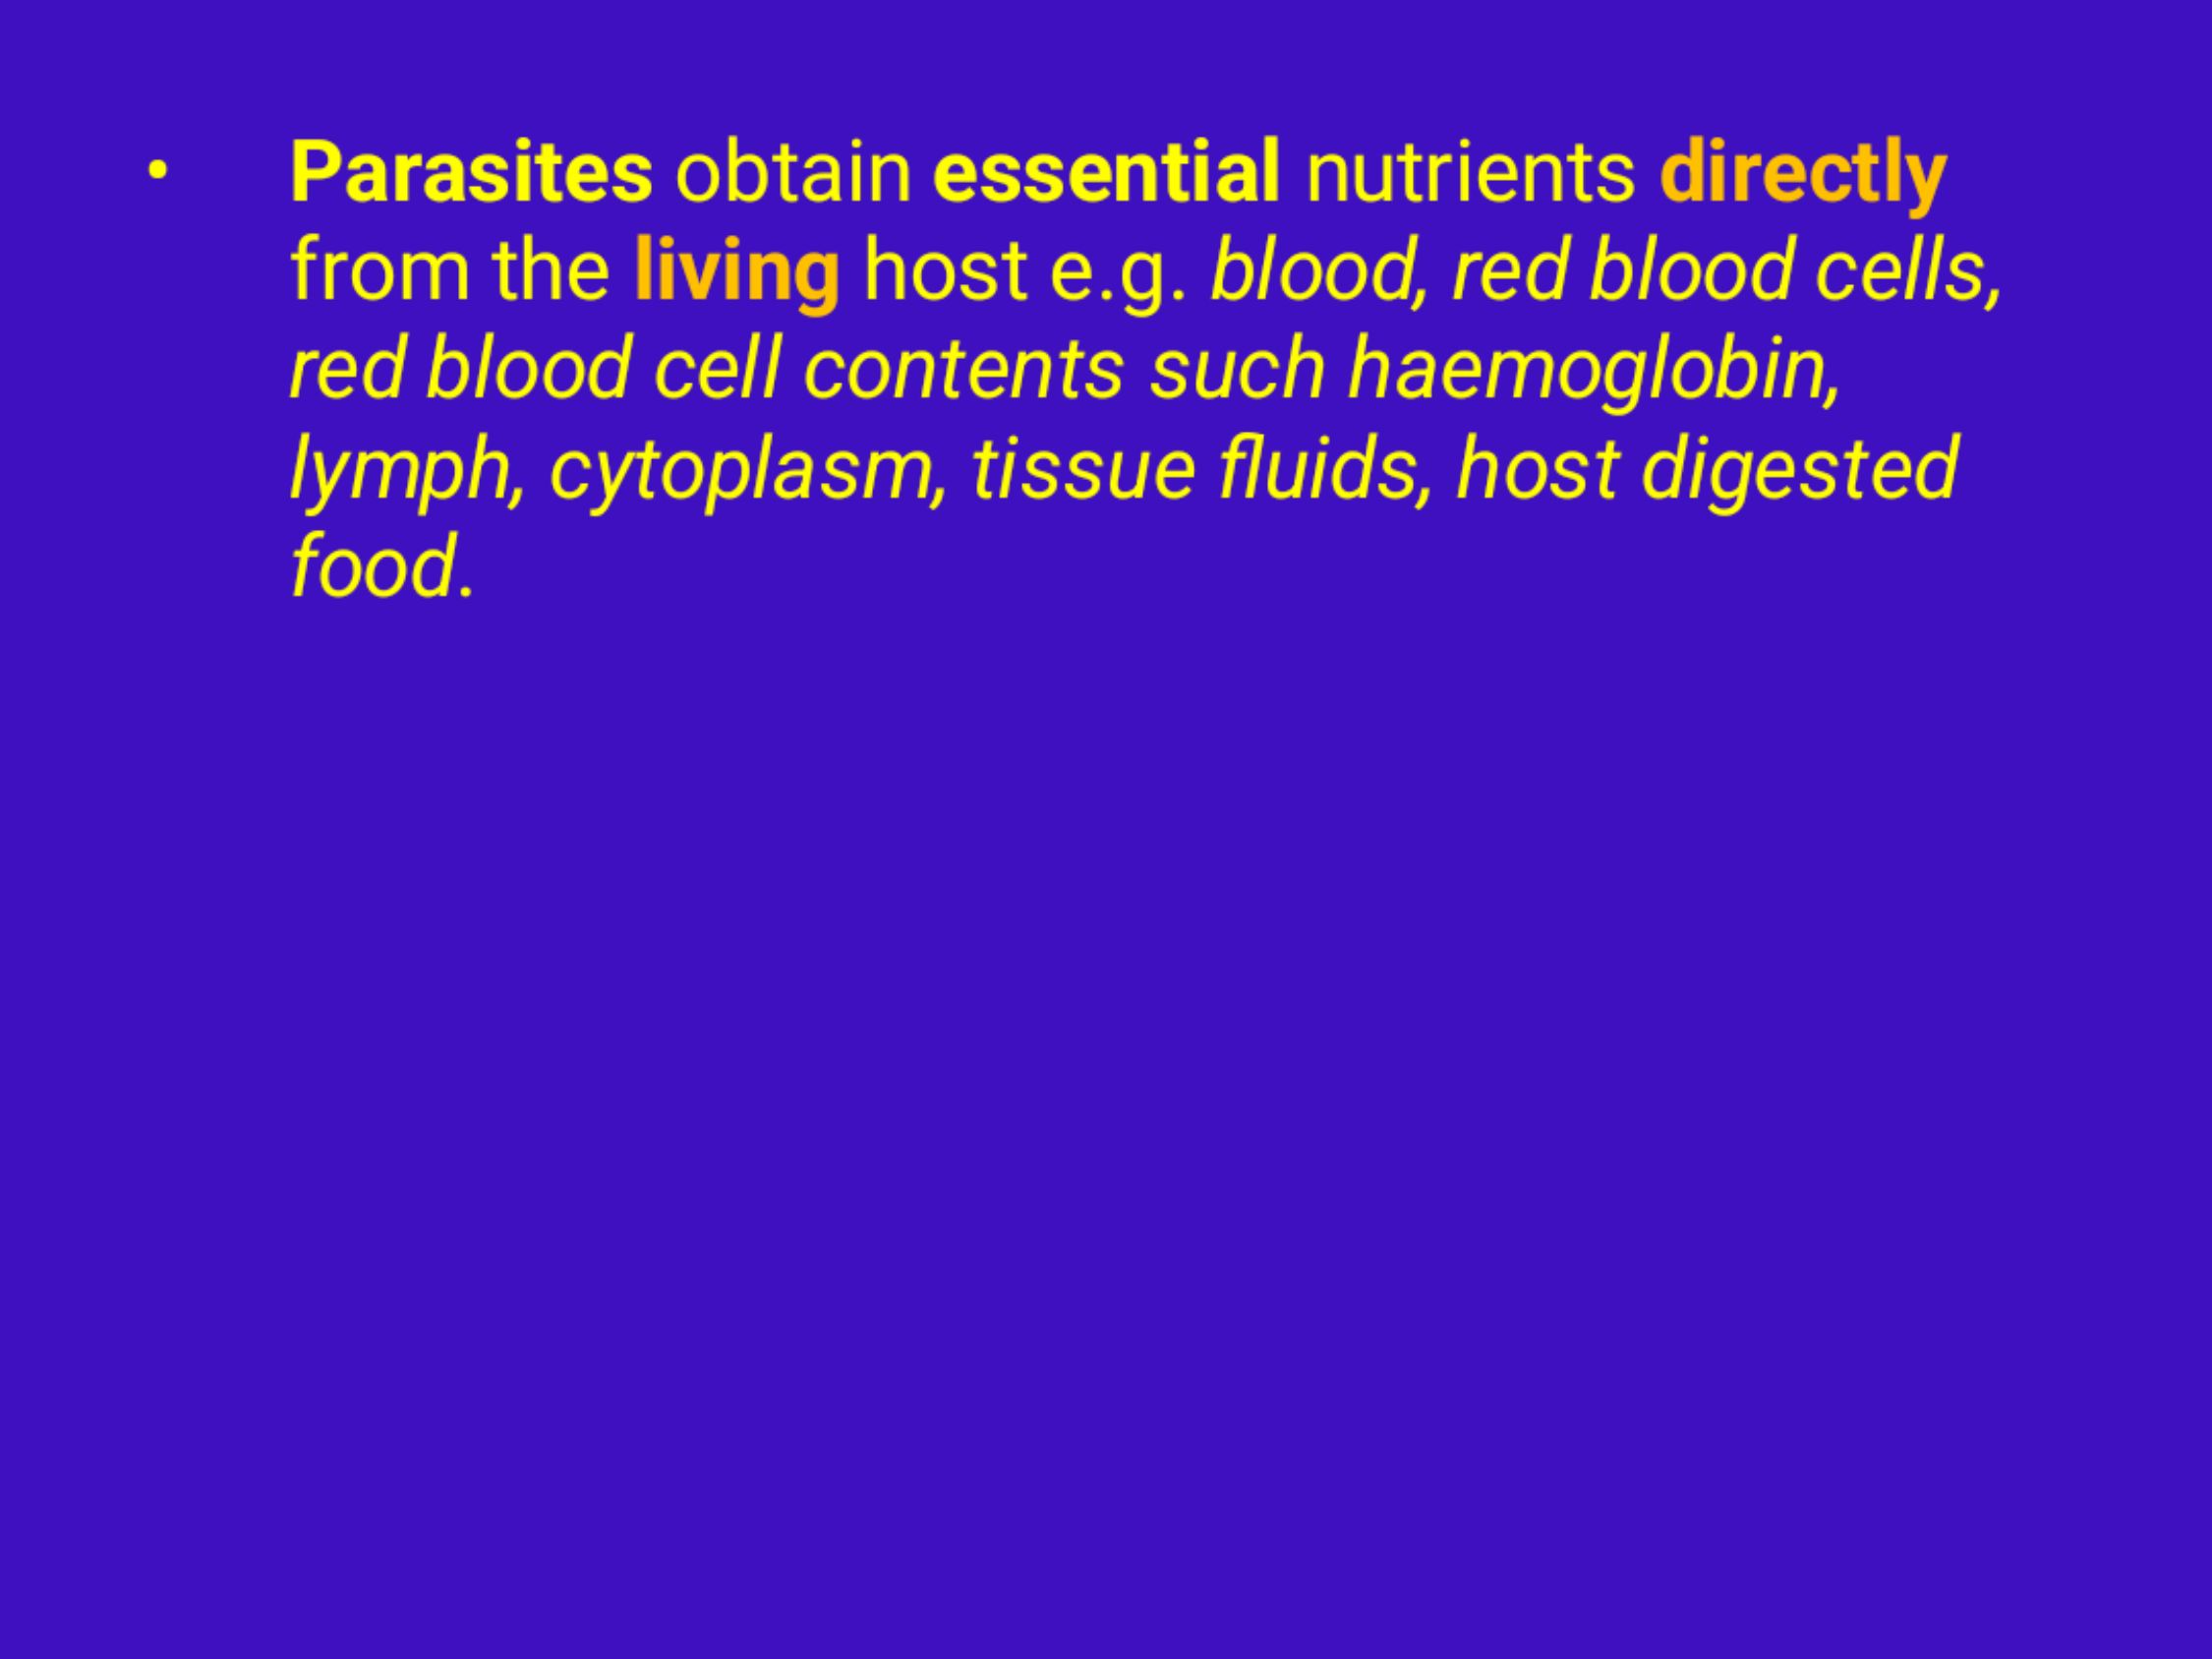 • Parasites obtain essential nutrients directly
from the living host e.g. blood, red blood cells,
red blood cell contents such haemoglobin,
lymph, cytoplasm, tissue fluids, host digested
food.